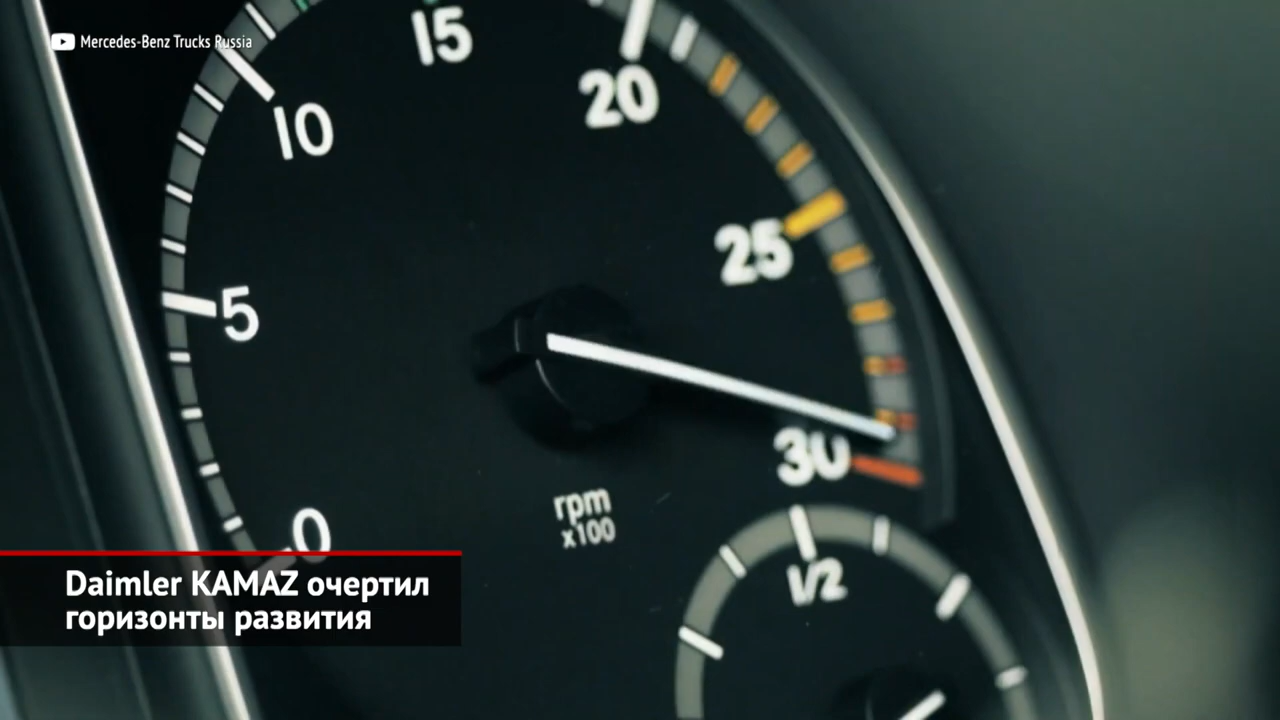 Mercedes-Benz Trucks Russia
15
20
10
25
5
30
rpm
x100
0
1/2
Daimler KAMAZ очертил
горизонты развития